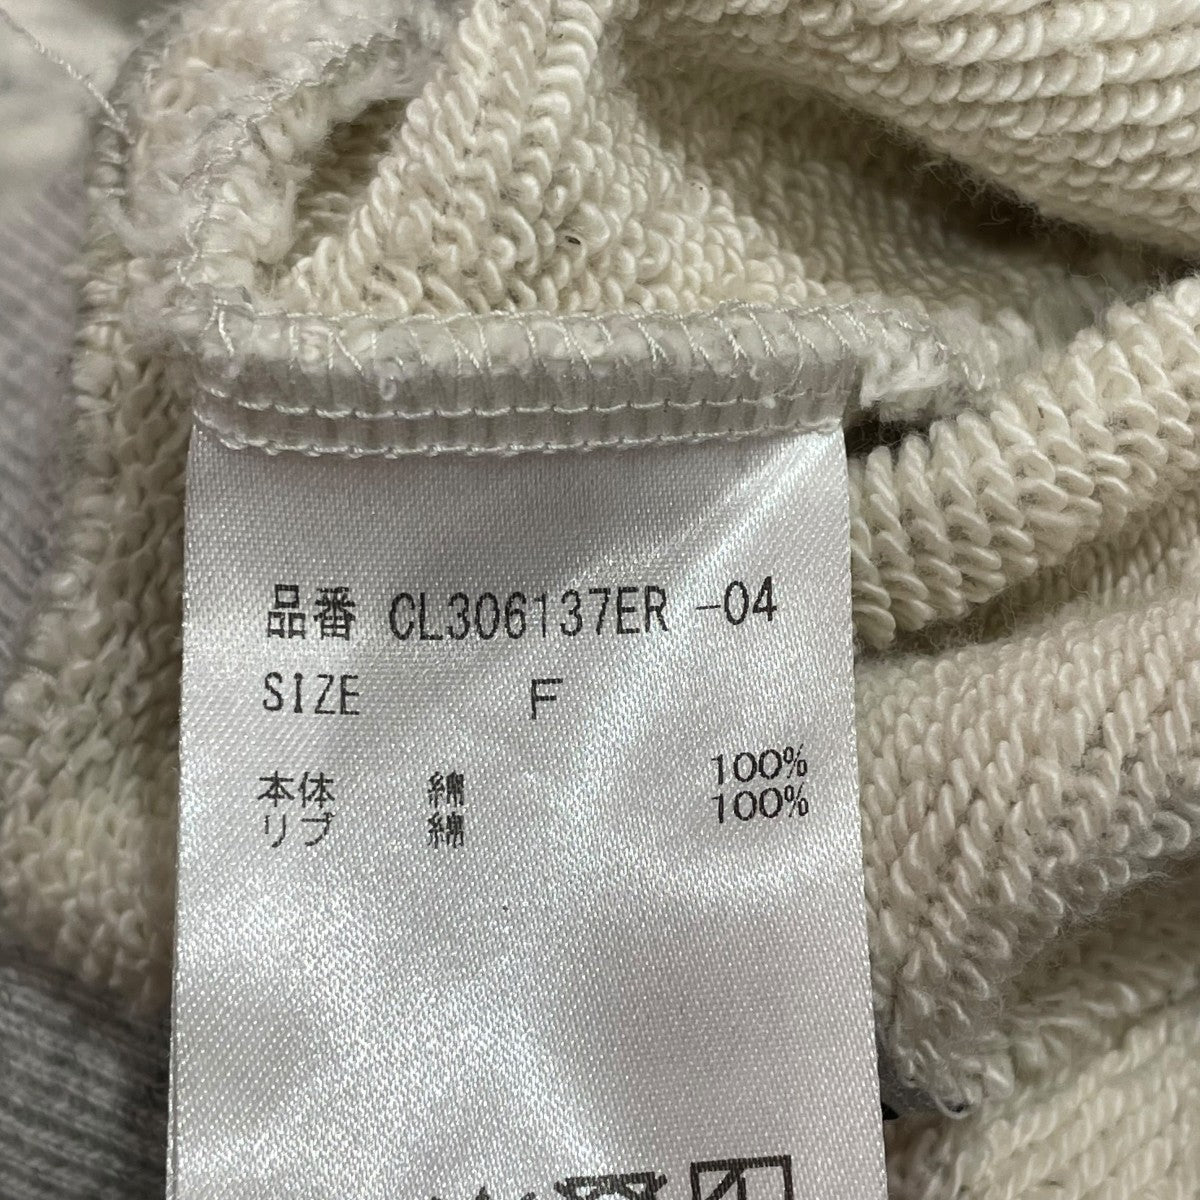 品番 CL306137ER -04
SIZE F
本体 綿 100%
リブ 綿 100%